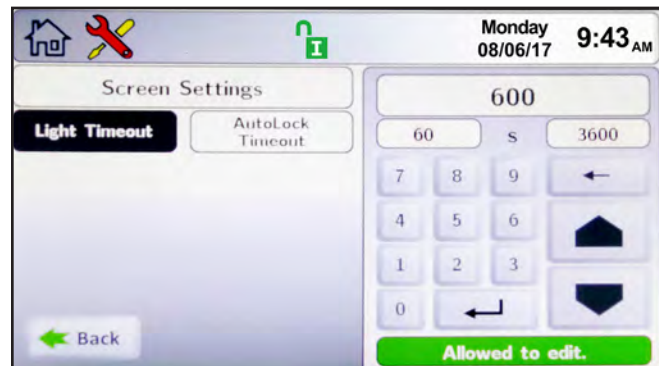 Monday
08/06/17
9:43 AM
I
Screen Settings
Light Timeout
AutoLock
Timeout
Back
600
60 s 3600
7 8 9
4 5 6
1 2 3
0
Allowed to edit.